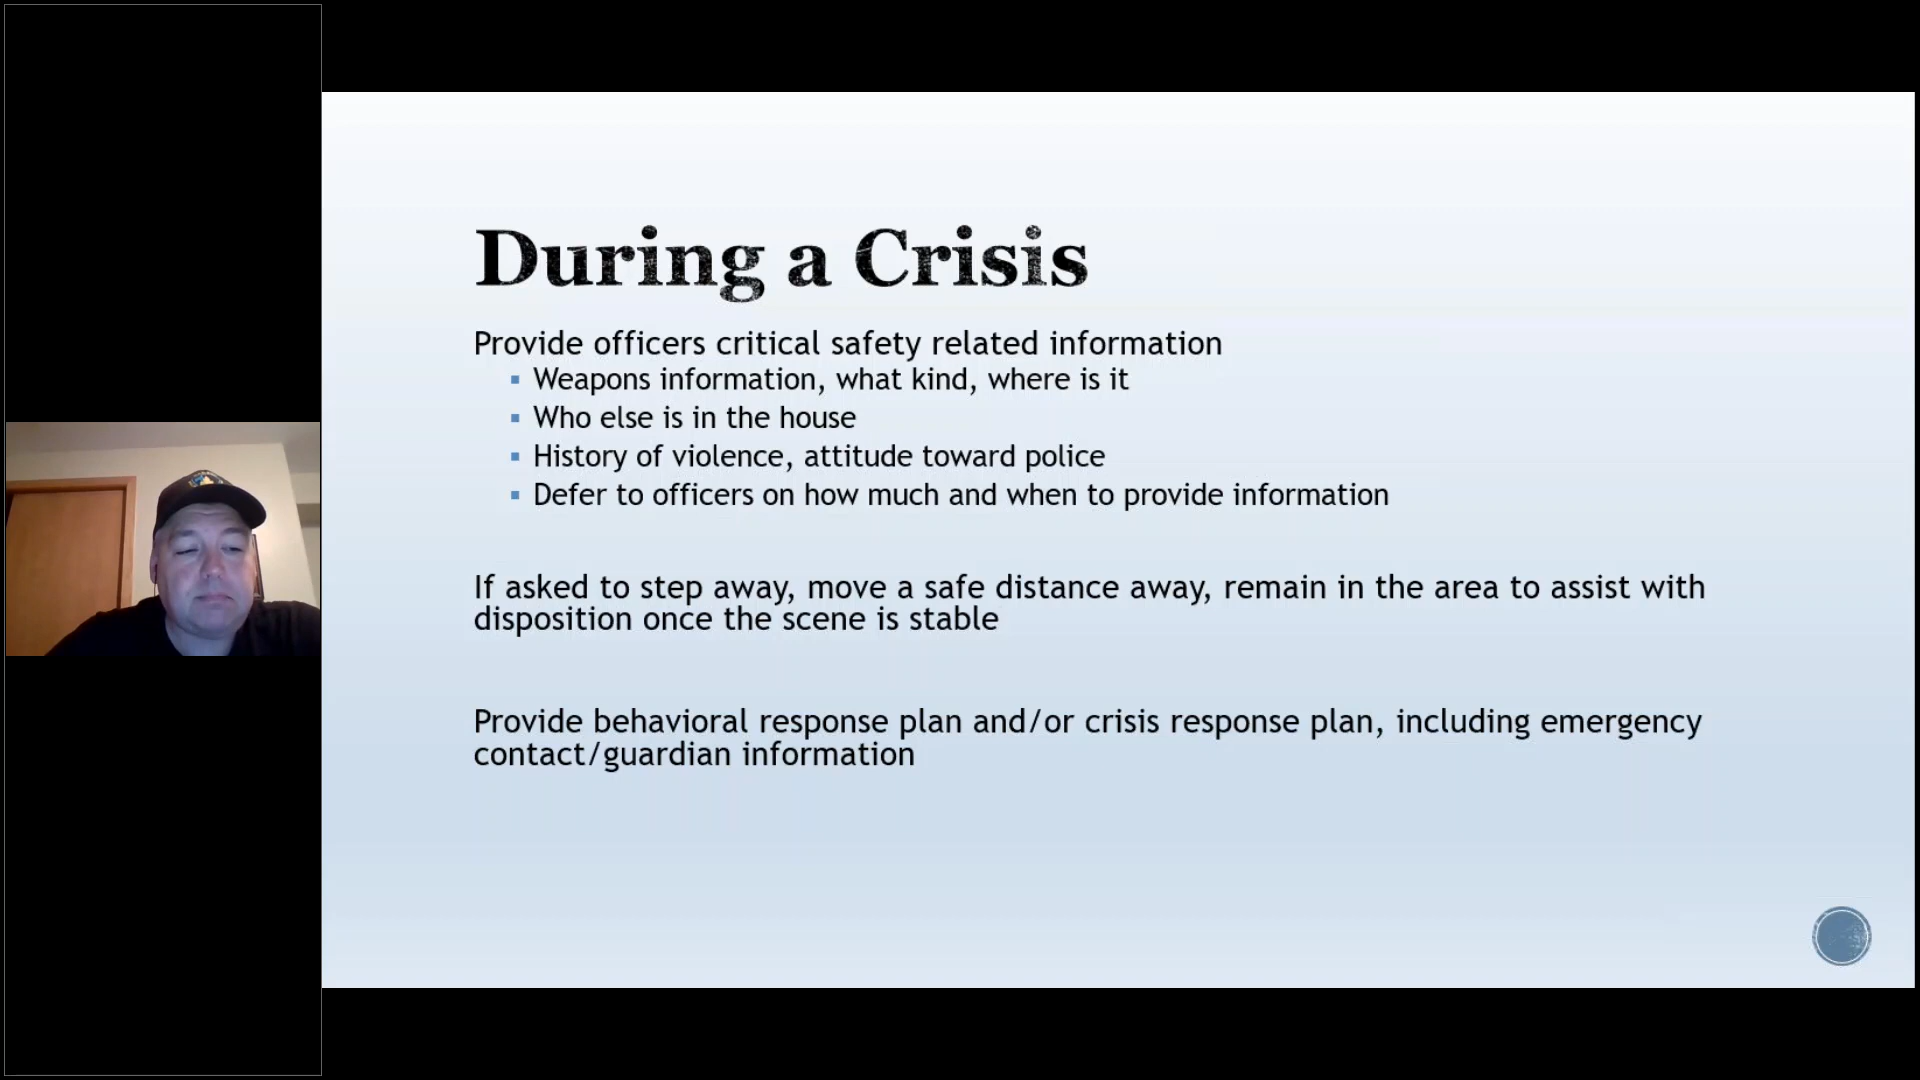 During a Crisis
Provide officers critical safety related information
▪ Weapons information, what kind, where is it
▪ Who else is in the house
▪ History of violence, attitude toward police
▪ Defer to officers on how much and when to provide information
If asked to step away, move a safe distance away, remain in the area to assist with
disposition once the scene is stable
Provide behavioral response plan and/or crisis response plan, including emergency
contact/guardian information